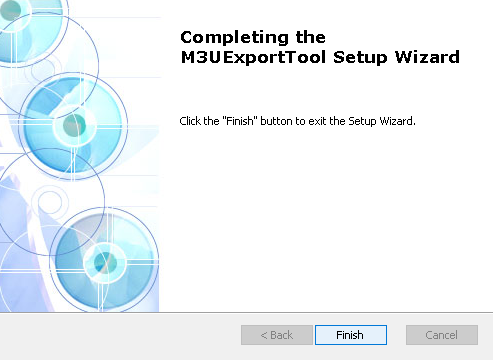 Completing the
M3UExportTool Setup Wizard
Click the "Finish" button to exit the Setup Wizard.
< Back
Finish
Cancel